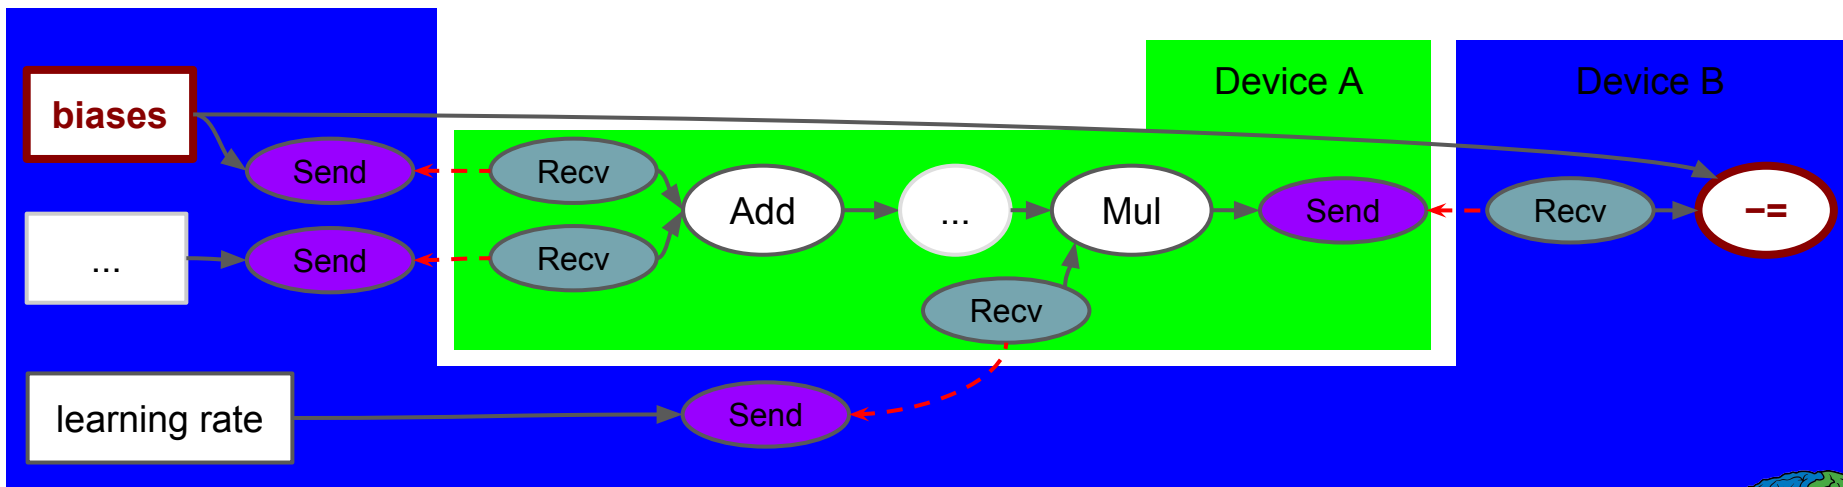 Device A
Device B
biases
Send
Recv
Add
...
Mul
Send
Recv
−=
...
Send
Recv
Recv
learning rate
Send